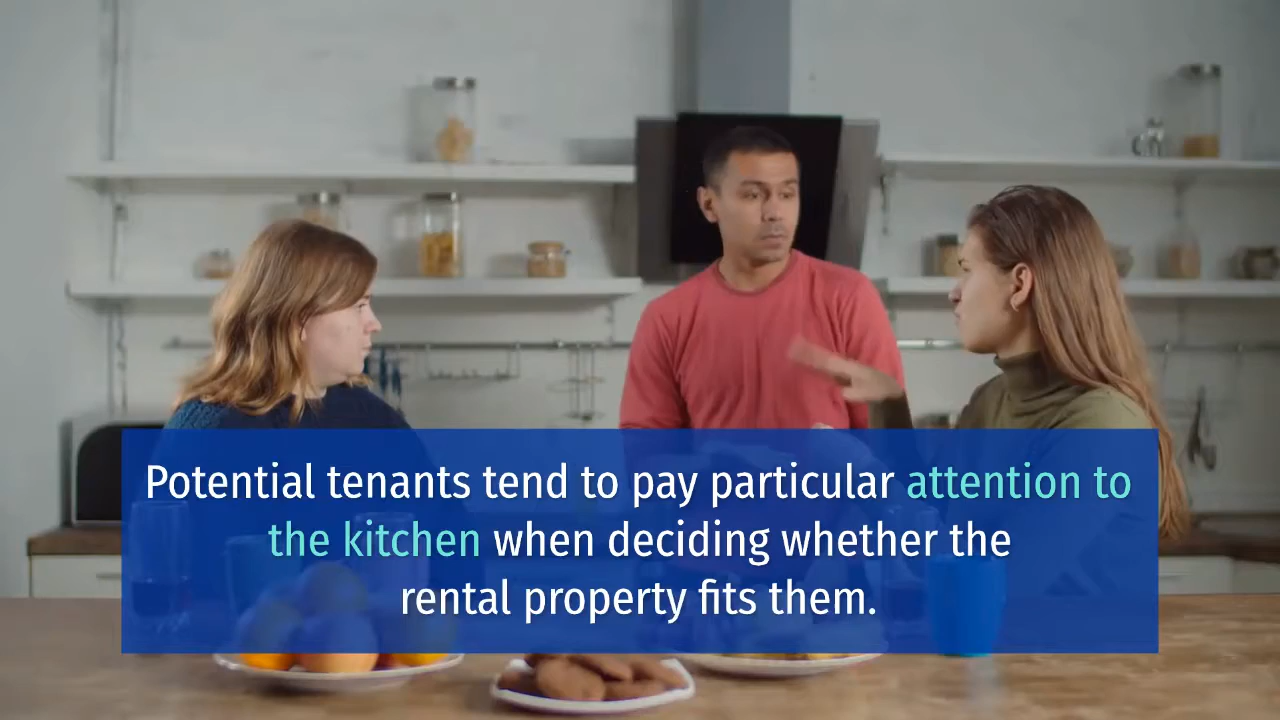 Potential tenants tend to pay particular attention to
the kitchen when deciding whether the
rental property fits them.